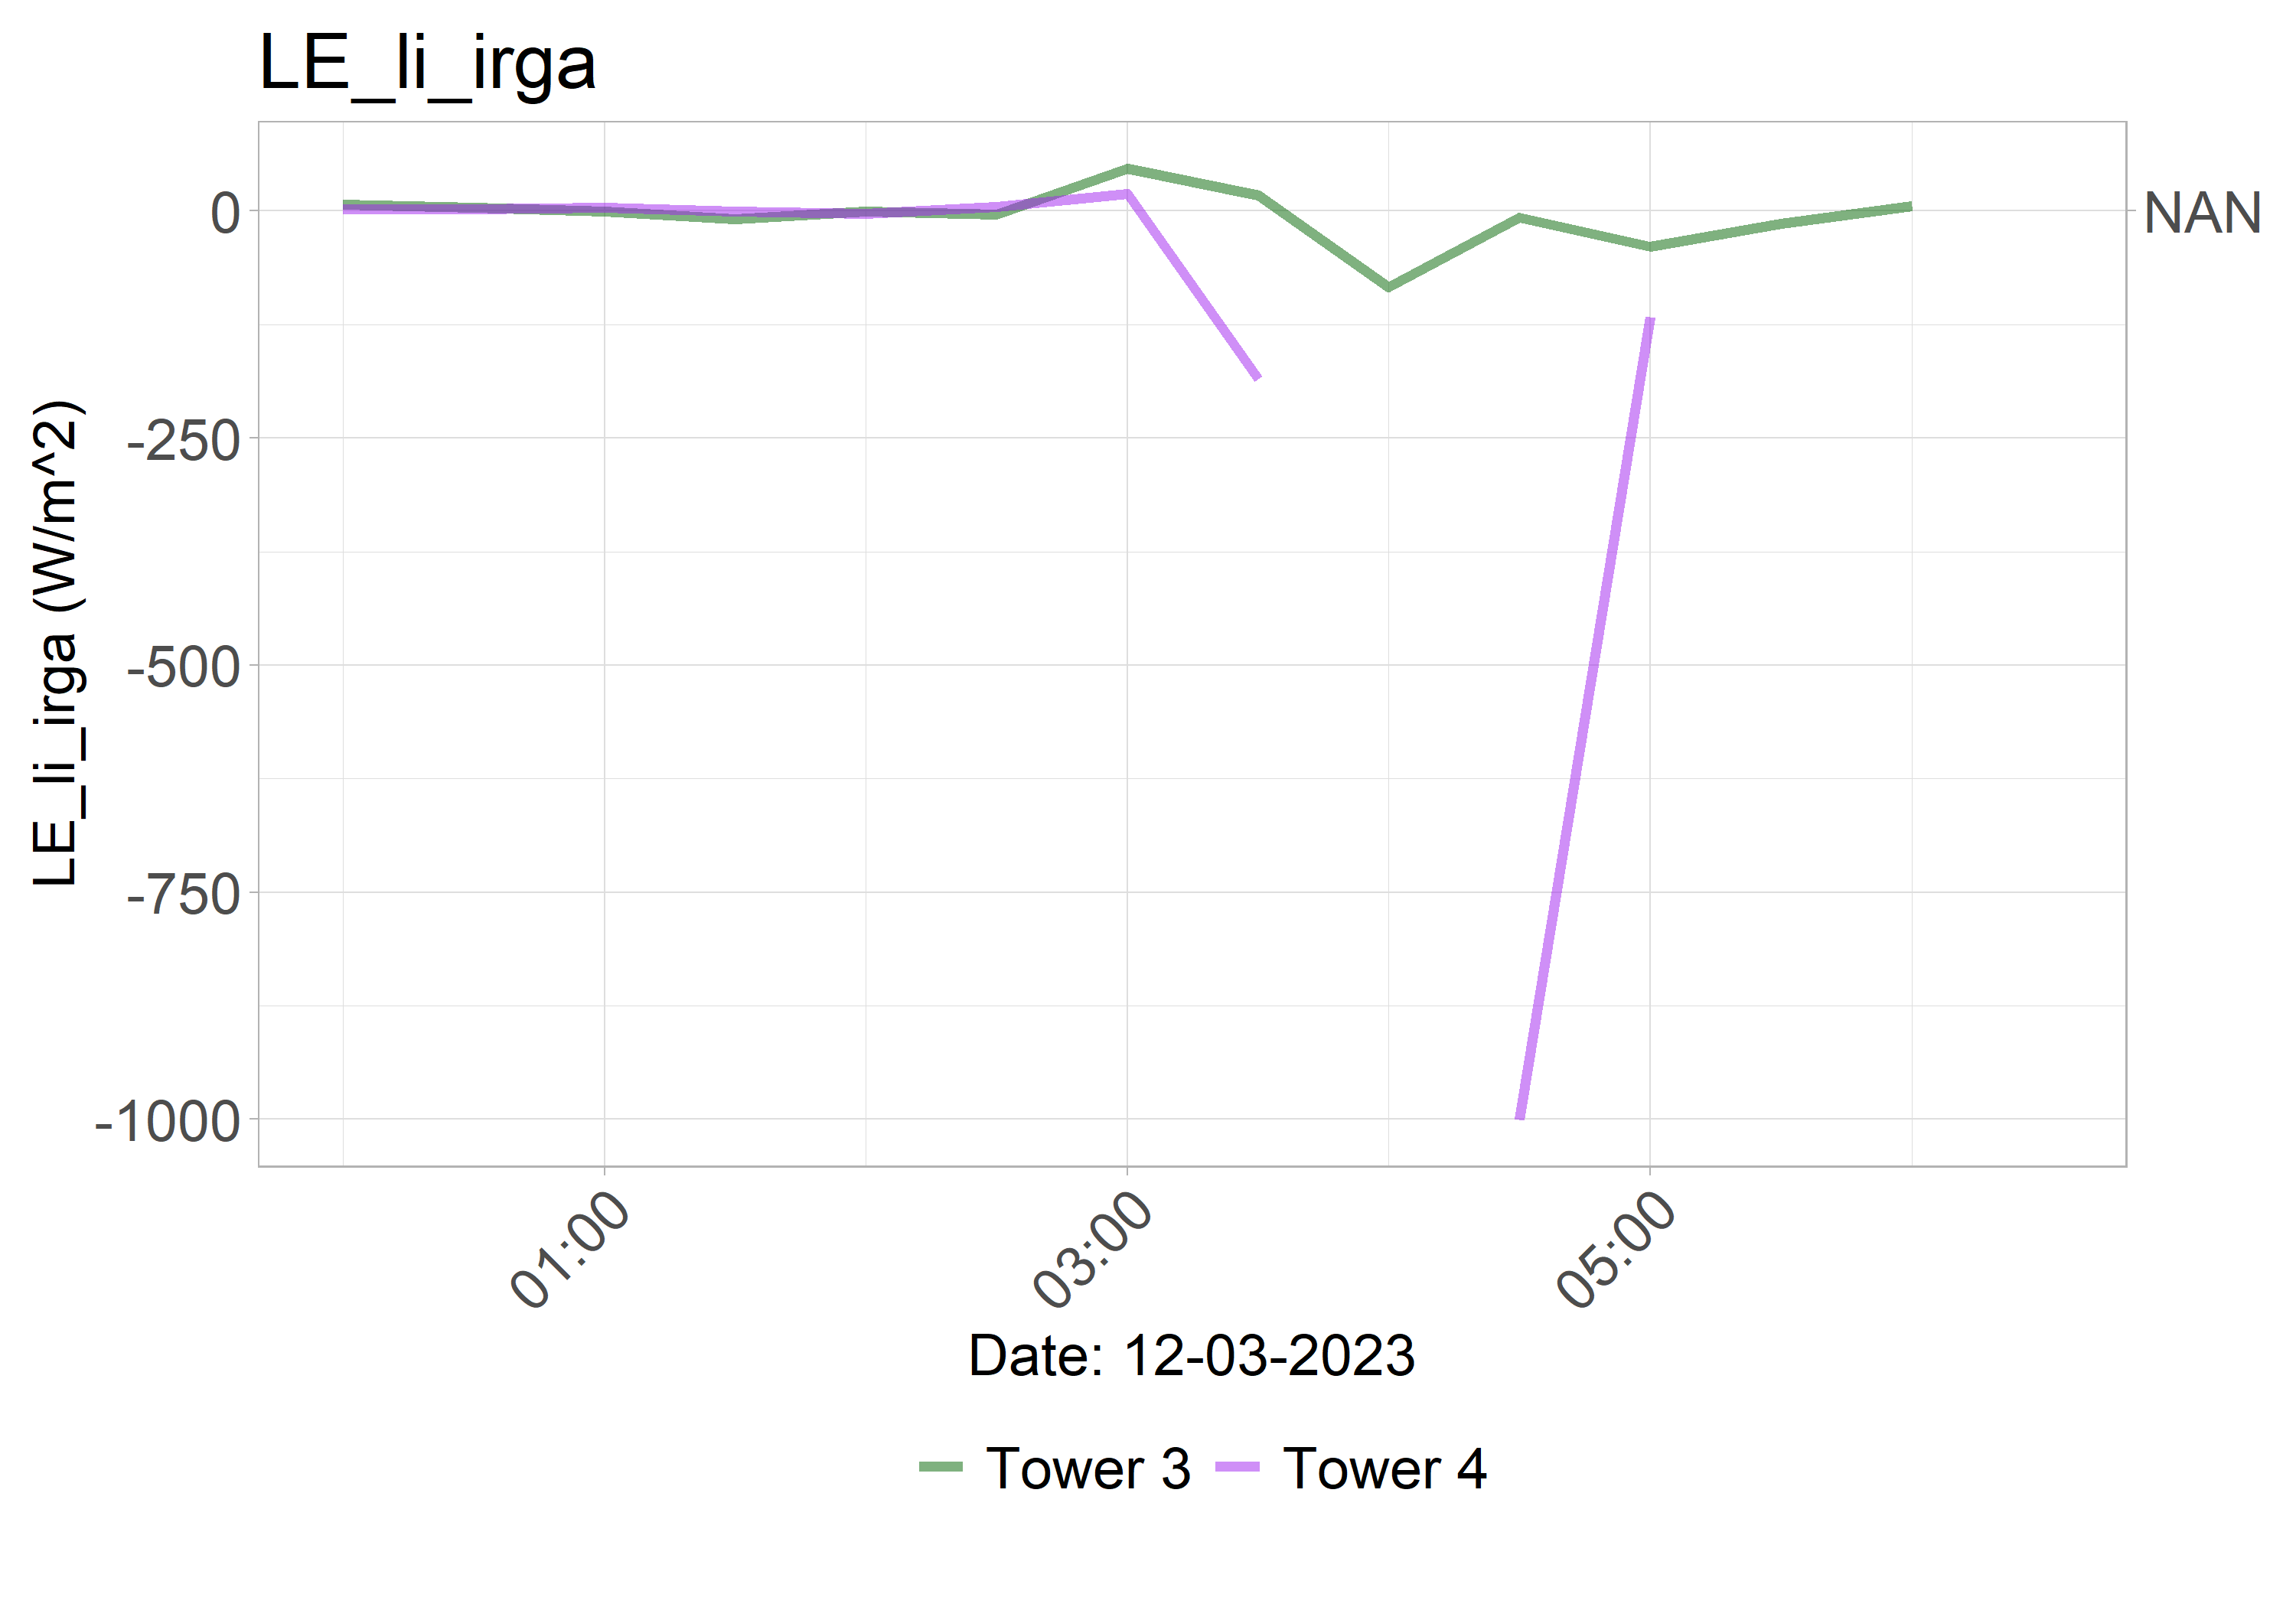 LE_li_irga
LE_li_irga (W/m^2)
0
-250
-500
-750
-1000
NAN
01:00
03:00
05:00
Date: 12-03-2023
Tower 3
Tower 4